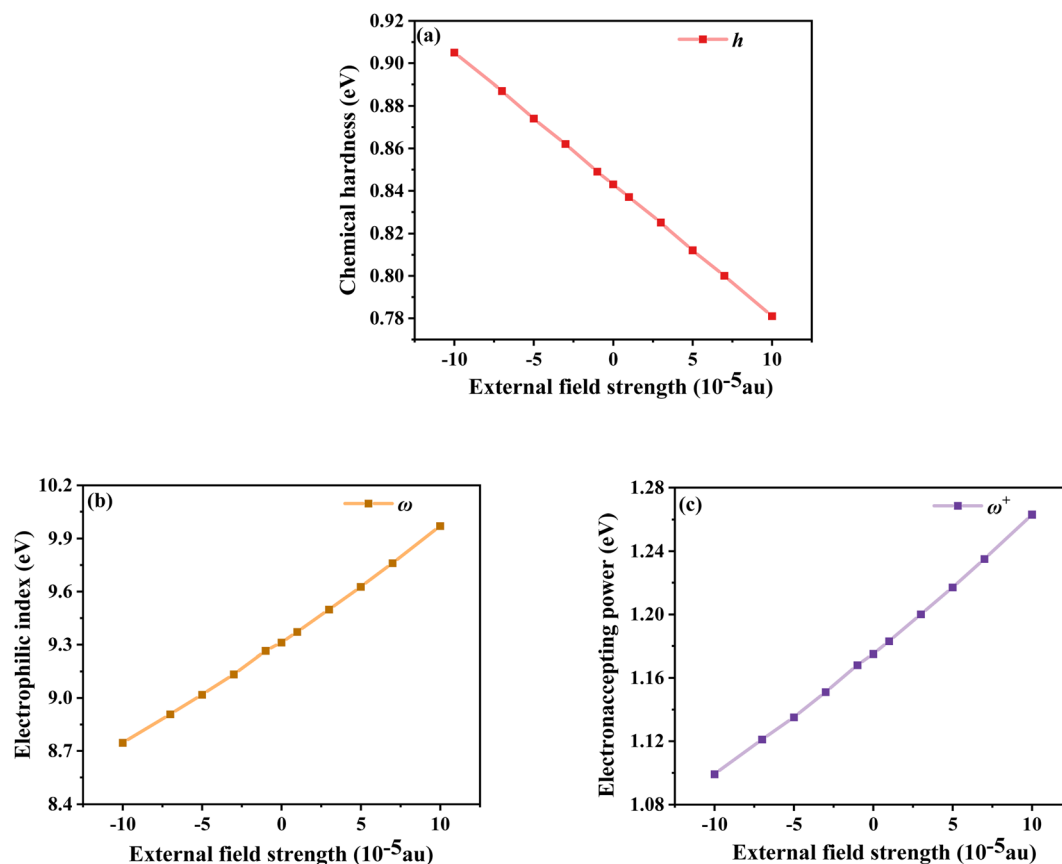 (a)
h
Chemical hardness (eV)
0.92
0.90
0.88
0.86
0.84
0.82
0.80
0.78
-10 -5 0 5 10
External field strength (10⁻⁵au)
(b)
ω
Electrophilic index (eV)
10.2
9.9
9.6
9.3
9.0
8.7
8.4
-10 -5 0 5 10
External field strength (10⁻⁵au)
(c)
ω⁺
Electronaccepting power (eV)
1.28
1.24
1.20
1.16
1.12
1.08
-10 -5 0 5 10
External field strength (10⁻⁵au)